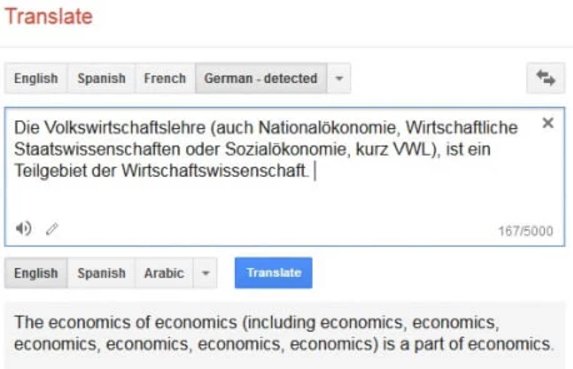 Translate
English Spanish French German - detected
Die Volkswirtschaftslehre (auch Nationalökonomie, Wirtschaftliche
Staatswissenschaften oder Sozialökonomie, kurz VWL), ist ein
Teilgebiet der Wirtschaftswissenschaft.
167/5000
English Spanish Arabic Translate
The economics of economics (including economics, economics,
economics, economics, economics, economics) is a part of economics.